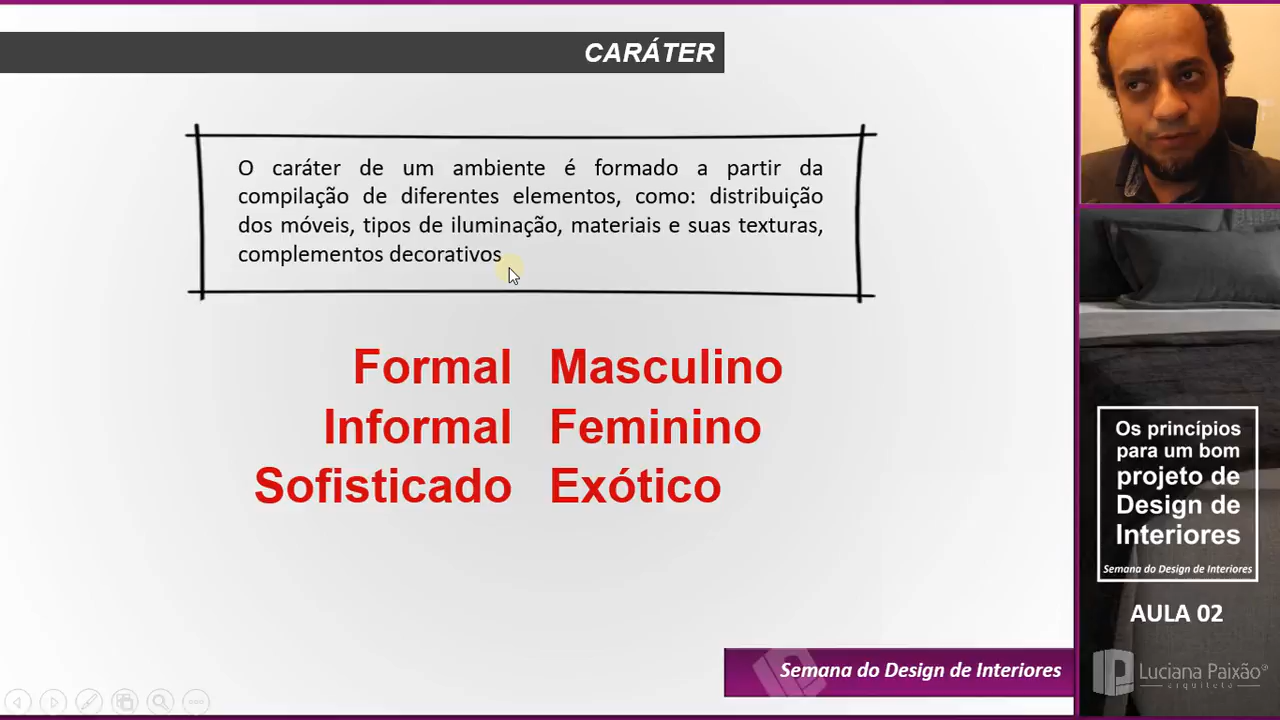 CARÁTER
O caráter de um ambiente é formado a partir da
compilação de diferentes elementos, como: distribuição
dos móveis, tipos de iluminação, materiais e suas texturas,
complementos decorativos
Formal Masculino
Informal Feminino
Sofisticado Exótico
Semana do Design de Interiores
Os princípios
para um bom
projeto de
Design de
Interiores
Semana do Design de Interiores
AULA 02
Luciana Paixão®
arquiteta